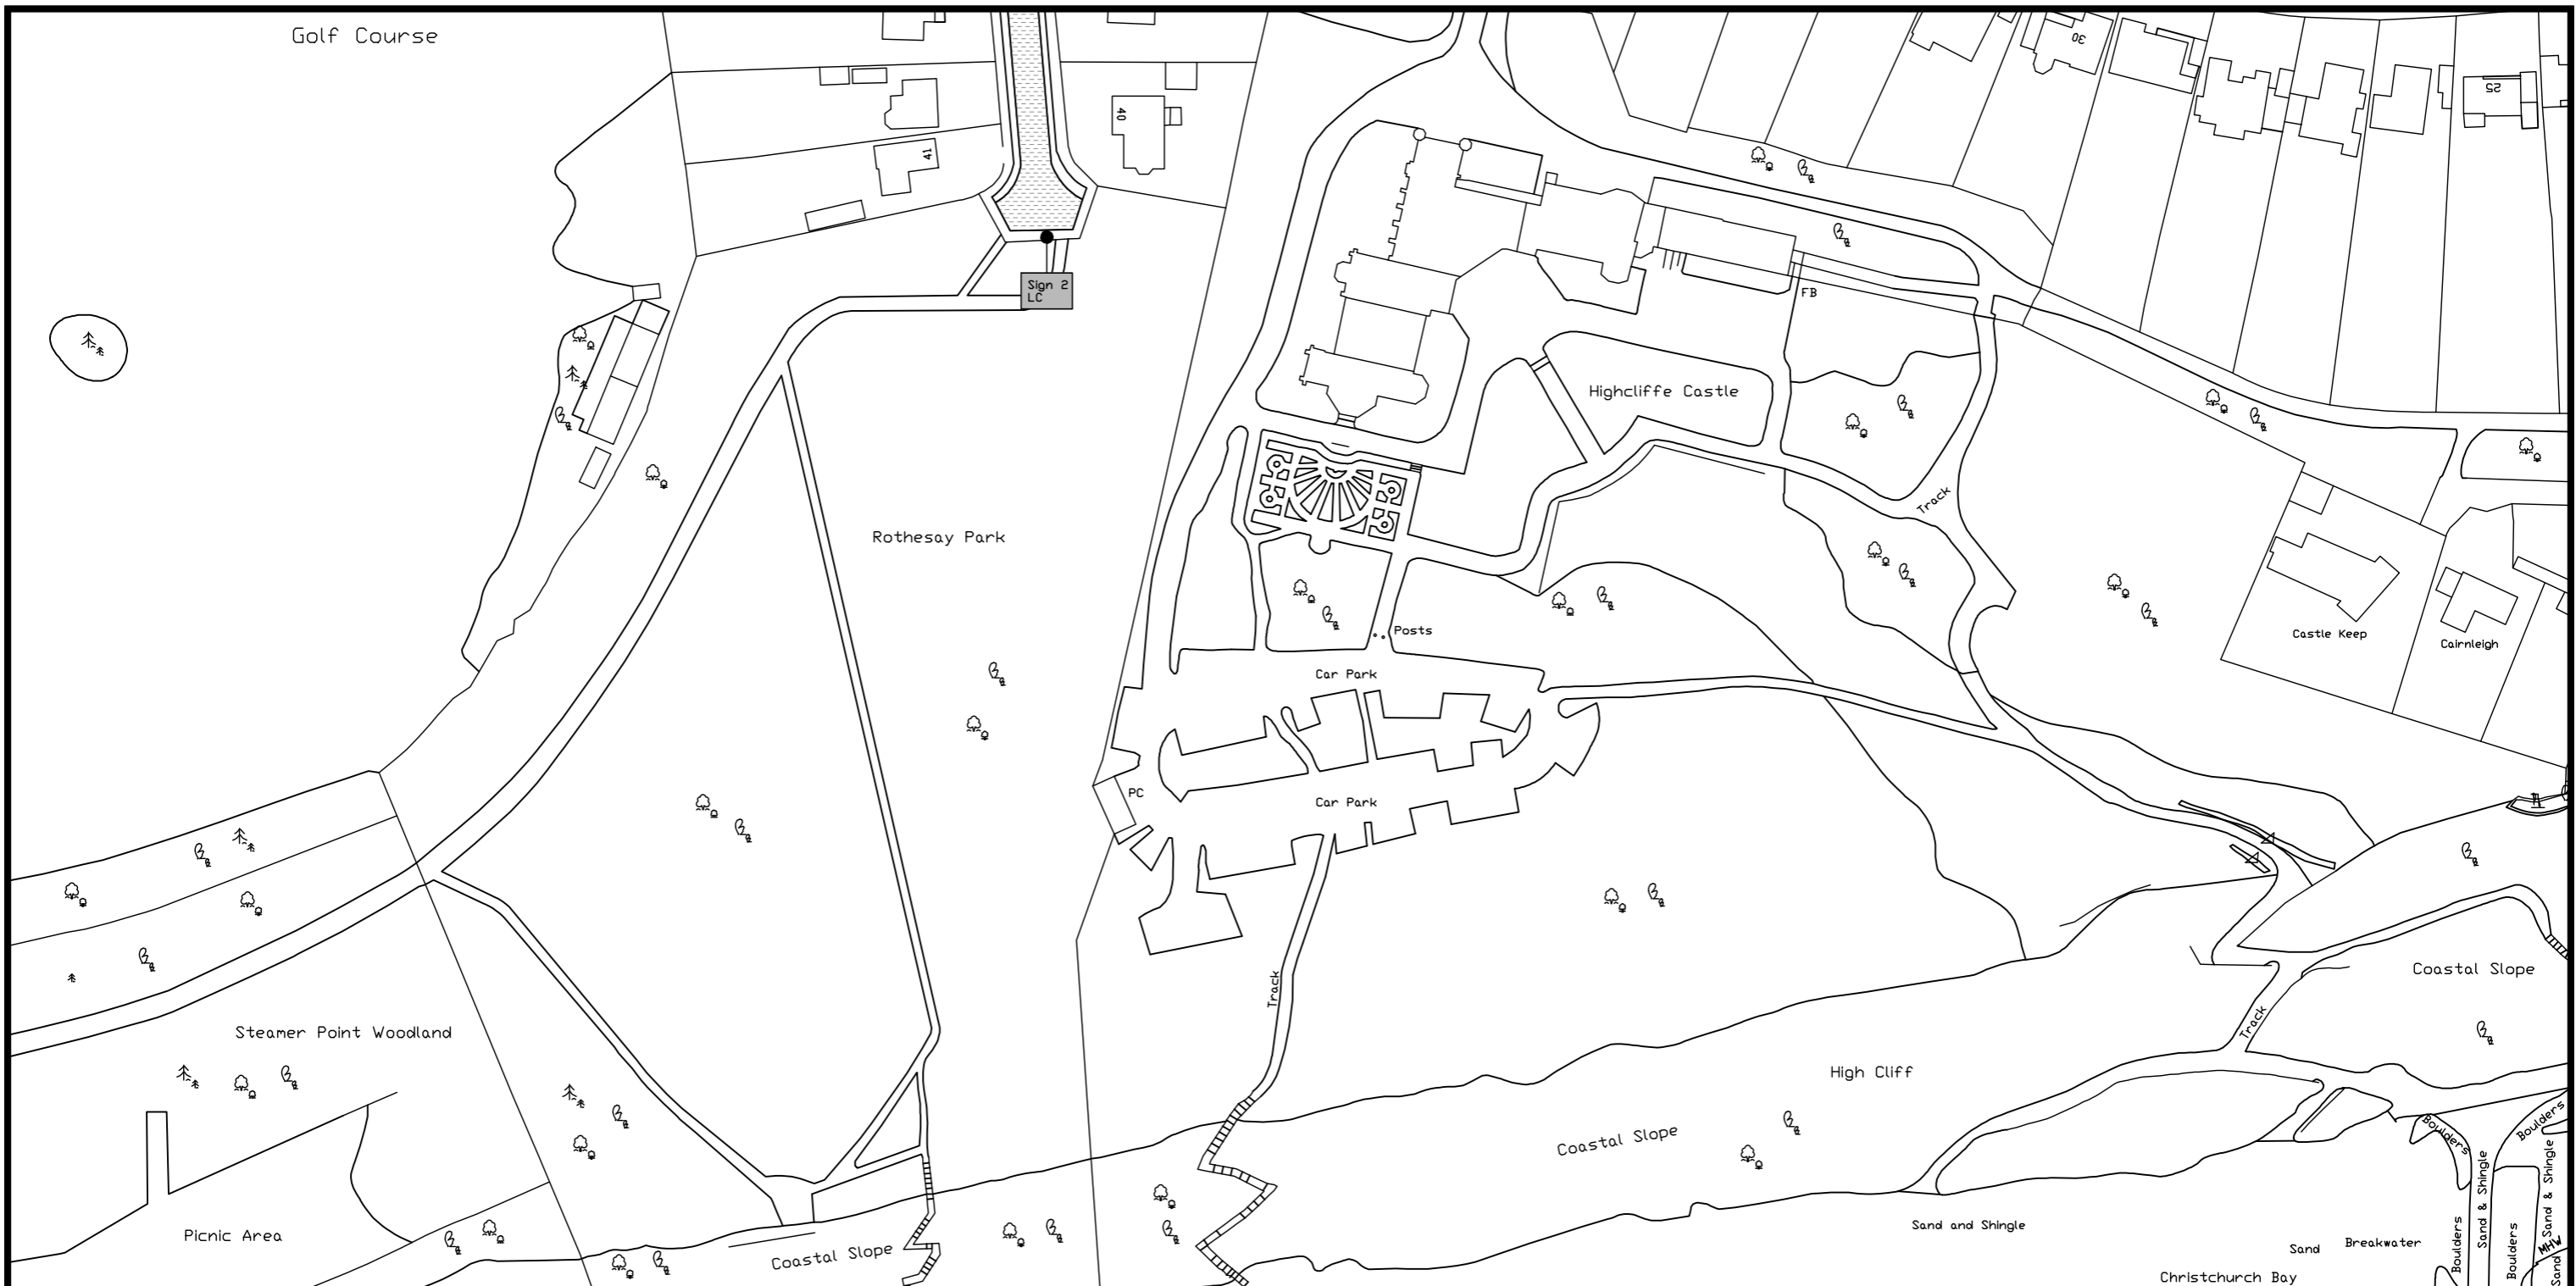 Golf Course
30
25
40
41
Sign 2
LC
FB
Highcliffe Castle
Track
Rothesay Park
Posts
Castle Keep
Cairnleigh
Car Park
PC
Car Park
Track
Coastal Slope
Track
Steamer Point Woodland
High Cliff
Boulders
Boulders
Coastal Slope
Sand & Shingle
Sand & Shingle
Picnic Area
Sand and Shingle
Coastal Slope
Sand
Breakwater
Boulders
Boulders
MHW
Sand
Christchurch Bay